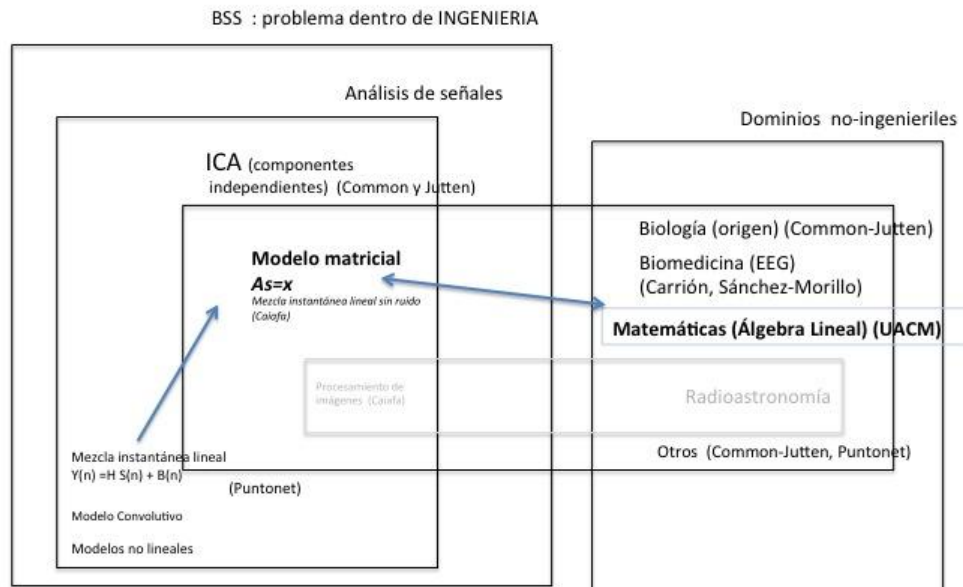 BSS : problema dentro de INGENIERIA
Análisis de señales
Dominios no-ingenieriles
ICA (componentes
independientes) (Common y Jutten)
Biología (origen) (Common-Jutten)
Biomedicina (EEG)
(Carrión, Sánchez-Morillo)
Modelo matricial
As=x
Mezcla instantánea lineal sin ruido
(Caiafa)
Matemáticas (Álgebra Lineal) (UACM)
Procesamiento de
imágenes (Caiafa)
Radioastronomía
Otros (Common-Jutten, Puntonet)
Mezcla instantánea lineal
Y(n) =H S(n) + B(n)
(Puntonet)
Modelo Convolutivo
Modelos no lineales